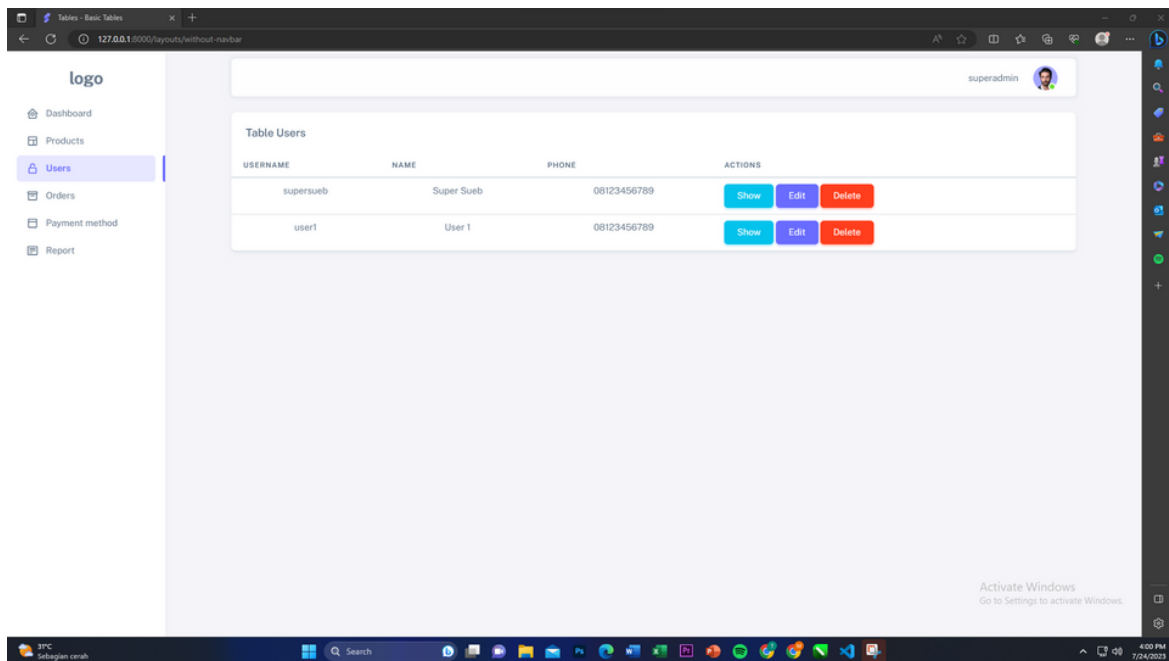 Tables - Basic Tables
127.0.0.1:8000/layouts/without-navbar
logo
superadmin
Dashboard
Products
Users
Orders
Payment method
Report
Table Users
USERNAME NAME PHONE ACTIONS
supersueb Super Sueb 08123456789 Show Edit Delete
user1 User 1 08123456789 Show Edit Delete
Activate Windows
Go to Settings to activate Windows.
31°C
Sebagian cerah
Search
4:00 PM
7/24/2023